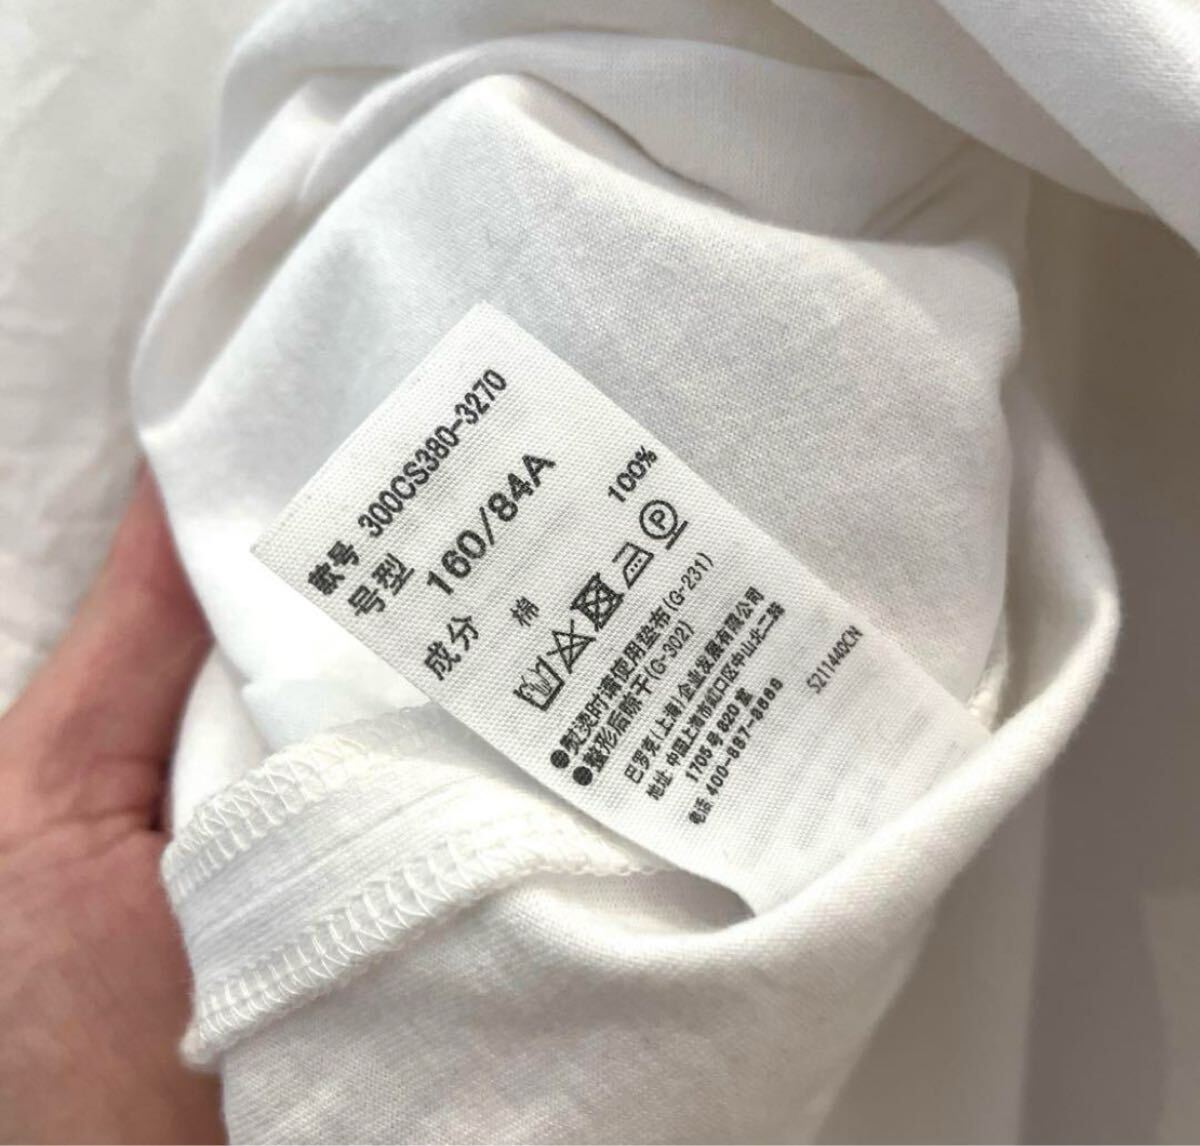 款号 300CS380-3270
号型 160/84A
成分 棉 100%
P
●熨烫时请使用垫布(G-231)
●整形后晾干(G-302)
巴罗克(上海)企业发展有限公司
地址 中国上海市虹口区中山北二路
1705号820室
电话 400-887-3688
5211440CN